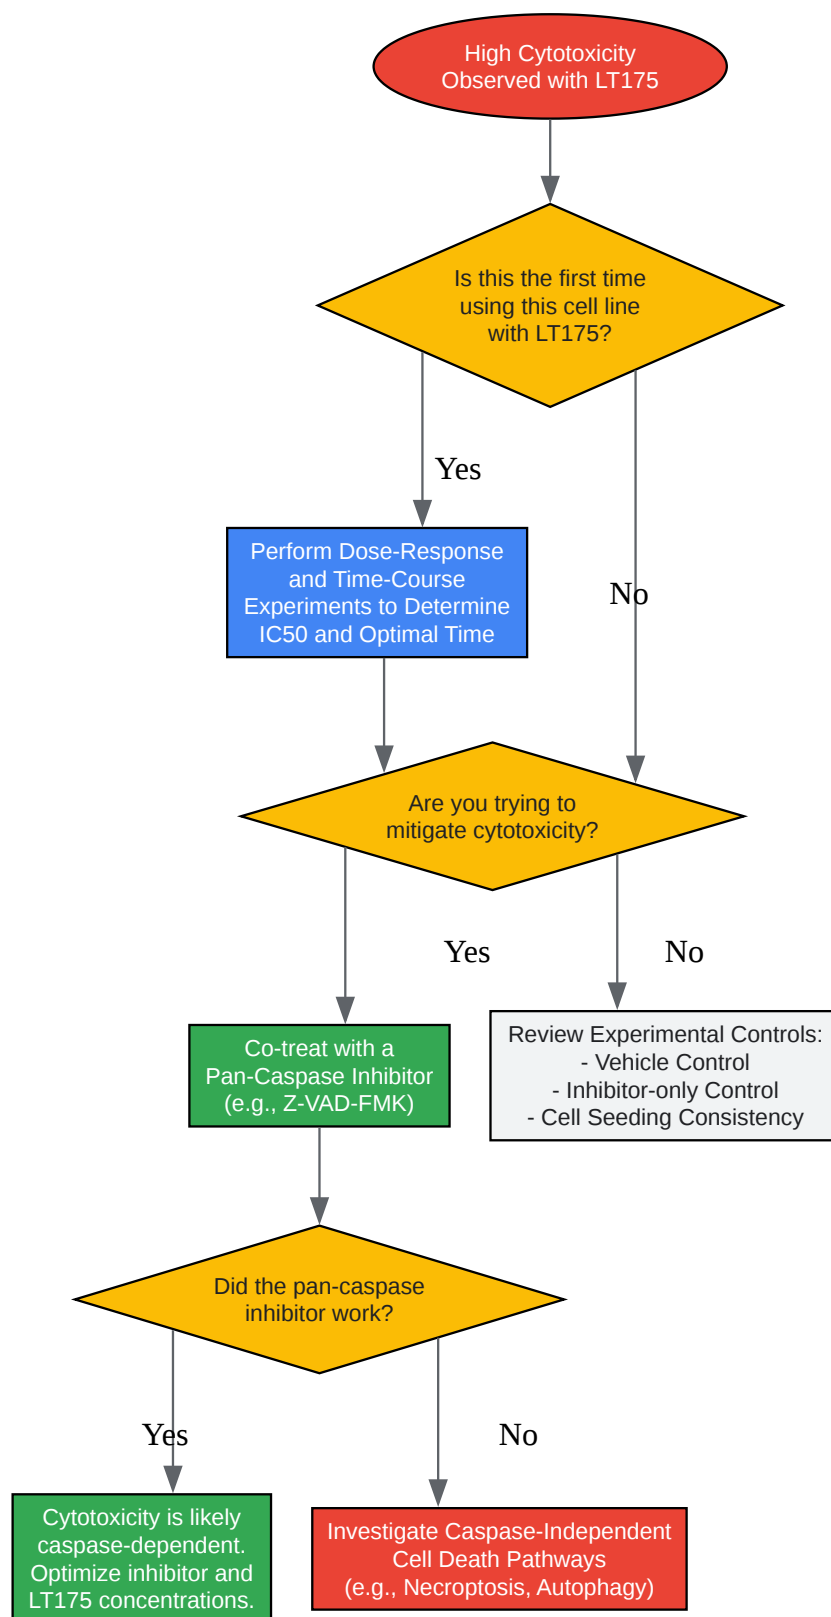 High Cytotoxicity
Observed with LT175
Is this the first time
using this cell line
with LT175?
Yes
No
Perform Dose-Response
and Time-Course
Experiments to Determine
IC50 and Optimal Time
Are you trying to
mitigate cytotoxicity?
Yes
No
Co-treat with a
Pan-Caspase Inhibitor
(e.g., Z-VAD-FMK)
Review Experimental Controls:
- Vehicle Control
- Inhibitor-only Control
- Cell Seeding Consistency
Did the pan-caspase
inhibitor work?
Yes
No
Cytotoxicity is likely
caspase-dependent.
Optimize inhibitor and
LT175 concentrations.
Investigate Caspase-Independent
Cell Death Pathways
(e.g., Necroptosis, Autophagy)